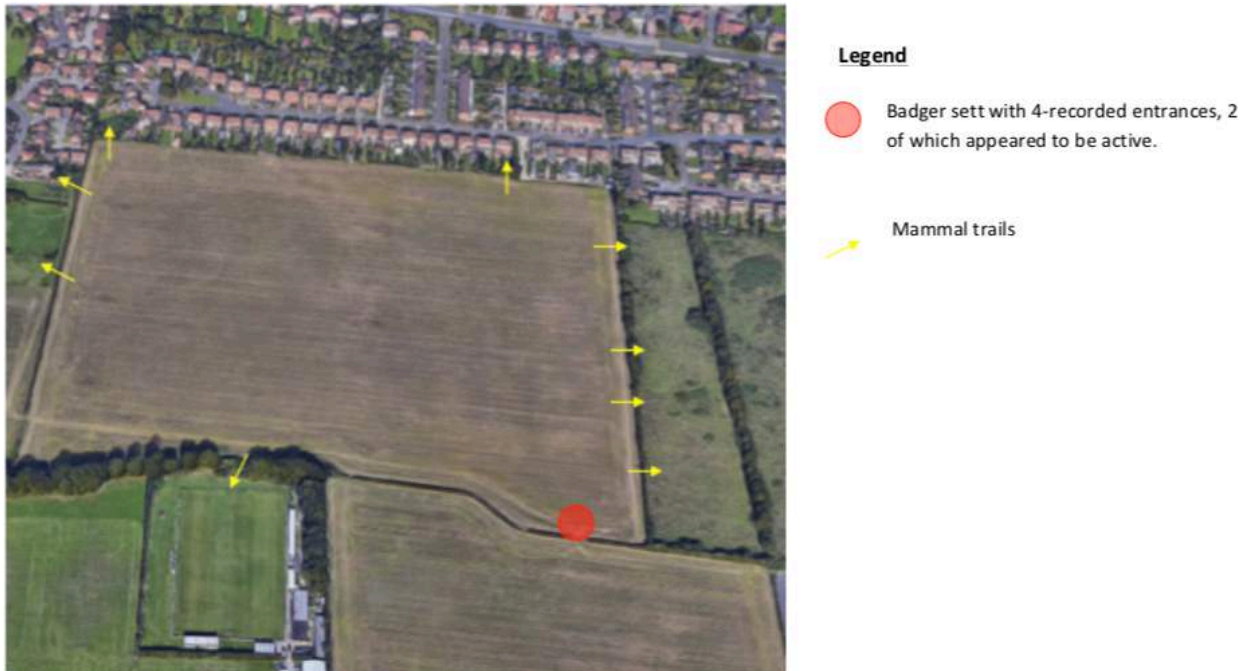 Legend
Badger sett with 4-recorded entrances, 2
of which appeared to be active.
Mammal trails